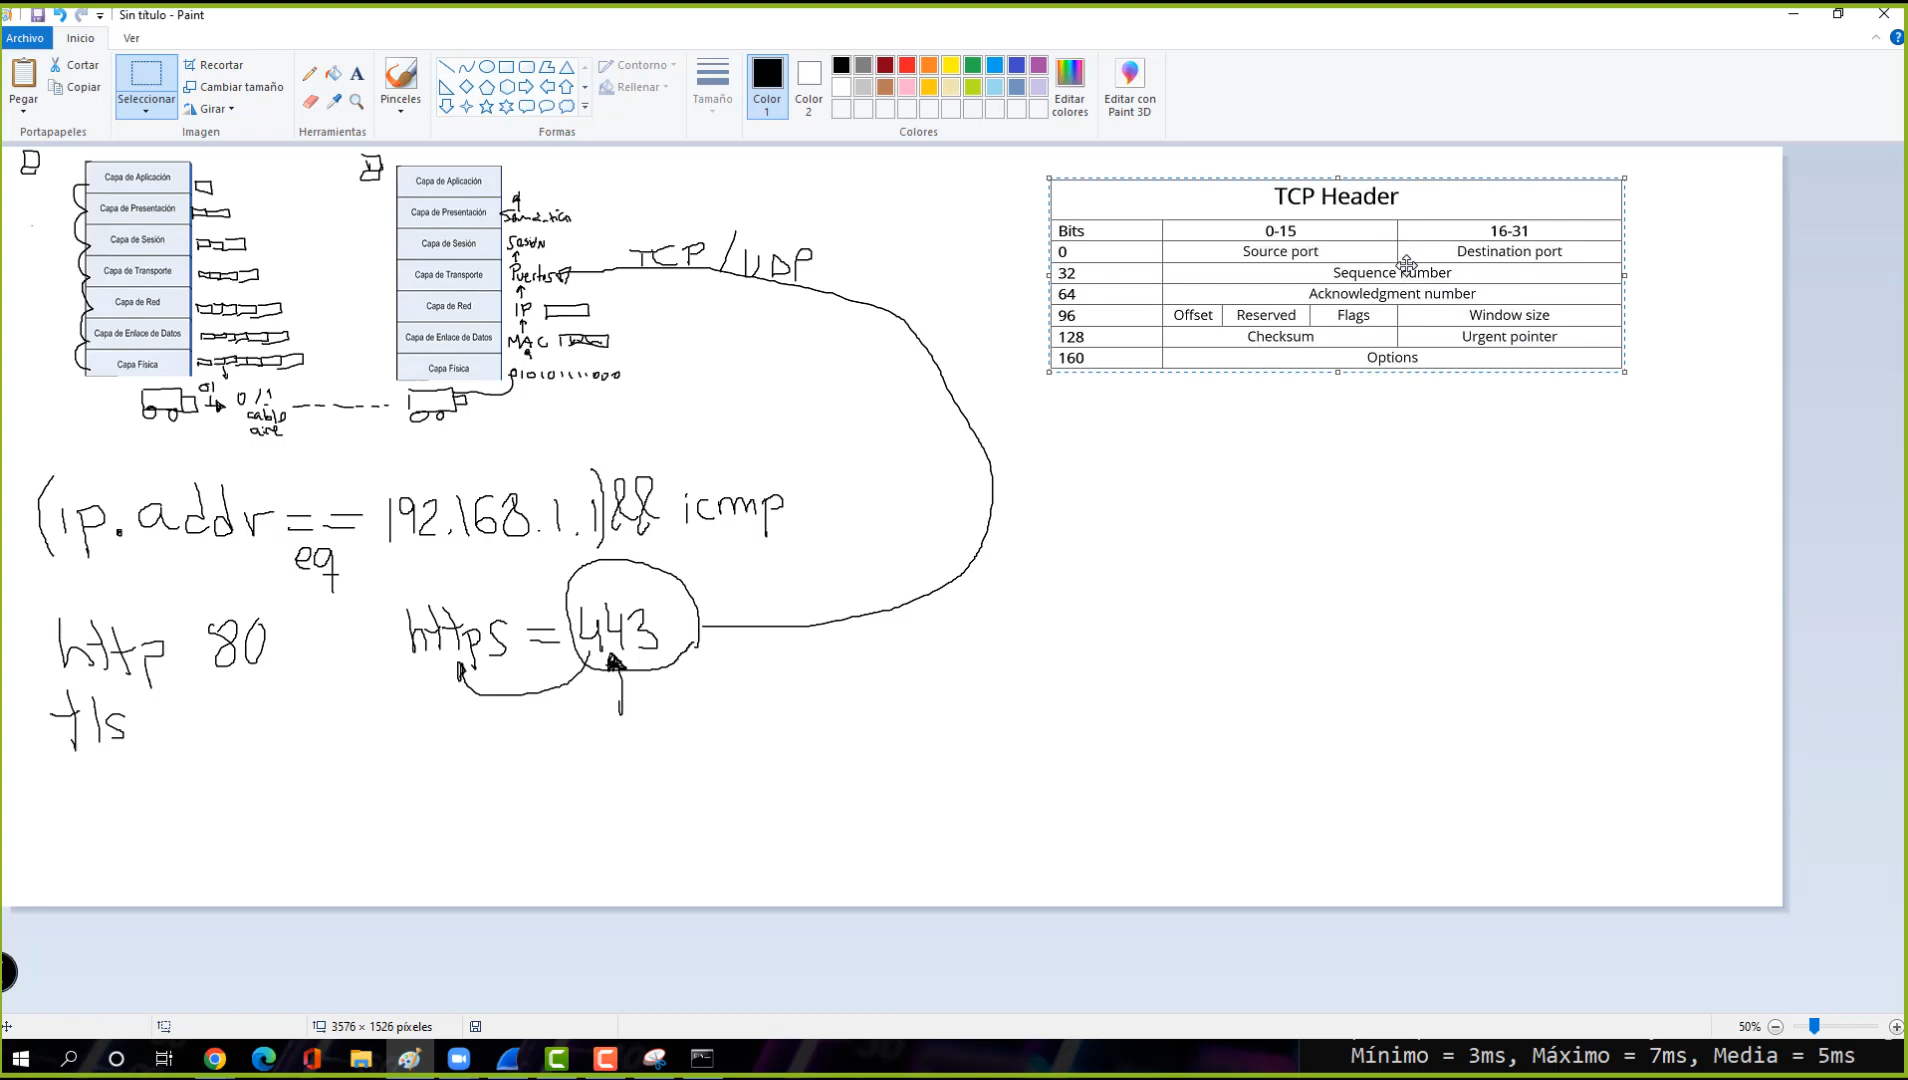 Sin título - Paint
Archivo Inicio Ver
Pegar
Cortar
Copiar
Portapapeles
Seleccionar
Recortar
Cambiar tamaño
Girar
Imagen
Herramientas
Pinceles
Contorno
Rellenar
Formas
Tamaño
Color 1
Color 2
Colores
Editar colores
Editar con Paint 3D
Capa de Aplicación
Capa de Presentación
Capa de Sesión
Capa de Transporte
Capa de Red
Capa de Enlace de Datos
Capa Física
01
0/1
cable
aire
Capa de Aplicación
Capa de Presentación
Capa de Sesión
Capa de Transporte
Capa de Red
Capa de Enlace de Datos
Capa Física
Semántica
Sesión
Puertos
IP
MAC
010101111000
TCP/UDP
TCP Header
Bits 0-15 16-31
0 Source port Destination port
32 Sequence number
64 Acknowledgment number
96 Offset Reserved Flags Window size
128 Checksum Urgent pointer
160 Options
(ip.addr == 192.168.1.1)&& icmp
eq
http 80 https = 443
tls
3576 × 1526 píxeles
50%
Mínimo = 3ms, Máximo = 7ms, Media = 5ms